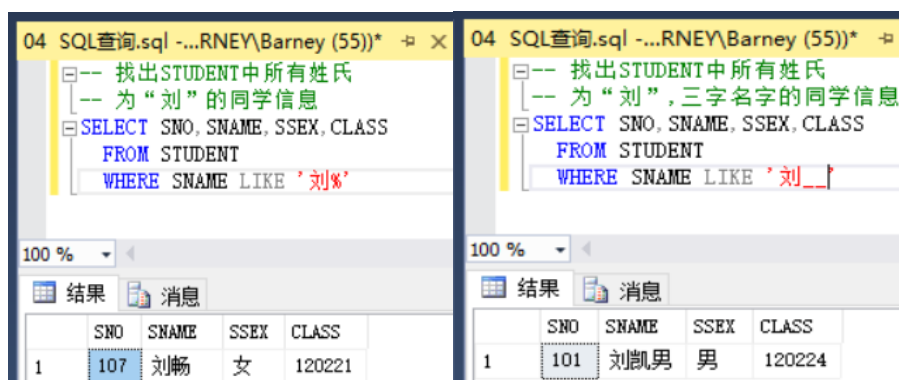 04 SQL查询.sql -...RNEY\Barney (55))*
-- 找出STUDENT中所有姓氏
-- 为“刘”的同学信息
SELECT SNO,SNAME,SSEX,CLASS
FROM STUDENT
WHERE SNAME LIKE '刘%'
100 %
结果 消息
SNO SNAME SSEX CLASS
1 107 刘畅 女 120221
04 SQL查询.sql -...RNEY\Barney (55))*
-- 找出STUDENT中所有姓氏
-- 为“刘”,三字名字的同学信息
SELECT SNO,SNAME,SSEX,CLASS
FROM STUDENT
WHERE SNAME LIKE '刘__'
100 %
结果 消息
SNO SNAME SSEX CLASS
1 101 刘凯男 男 120224